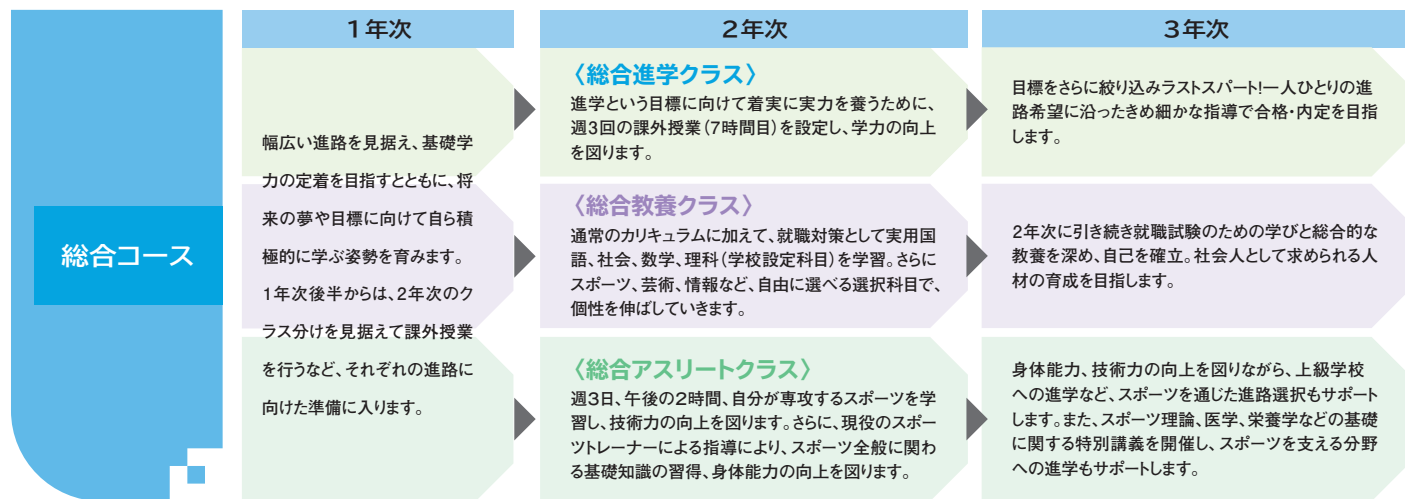 総合コース
1年次
幅広い進路を見据え、基礎学
力の定着を目指すとともに、将
来の夢や目標に向けて自ら積
極的に学ぶ姿勢を育みます。
1年次後半からは、2年次のク
ラス分けを見据えて課外授業
を行うなど、それぞれの進路に
向けた準備に入ります。
2年次
〈総合進学クラス〉
進学という目標に向けて着実に実力を養うために、
週3回の課外授業(7時間目)を設定し、学力の向上
を図ります。
〈総合教養クラス〉
通常のカリキュラムに加えて、就職対策として実用国
語、社会、数学、理科(学校設定科目)を学習。さらに
スポーツ、芸術、情報など、自由に選べる選択科目で、
個性を伸ばしていきます。
〈総合アスリートクラス〉
週3日、午後の2時間、自分が専攻するスポーツを学
習し、技術力の向上を図ります。さらに、現役のスポー
ツトレーナーによる指導により、スポーツ全般に関わ
る基礎知識の習得、身体能力の向上を図ります。
3年次
目標をさらに絞り込みラストスパート!一人ひとりの進
路希望に沿ったきめ細かな指導で合格・内定を目指
します。
2年次に引き続き就職試験のための学びと総合的な
教養を深め、自己を確立。社会人として求められる人
材の育成を目指します。
身体能力、技術力の向上を図りながら、上級学校
への進学など、スポーツを通じた進路選択もサポート
します。また、スポーツ理論、医学、栄養学などの基礎
に関する特別講義を開催し、スポーツを支える分野
への進学もサポートします。